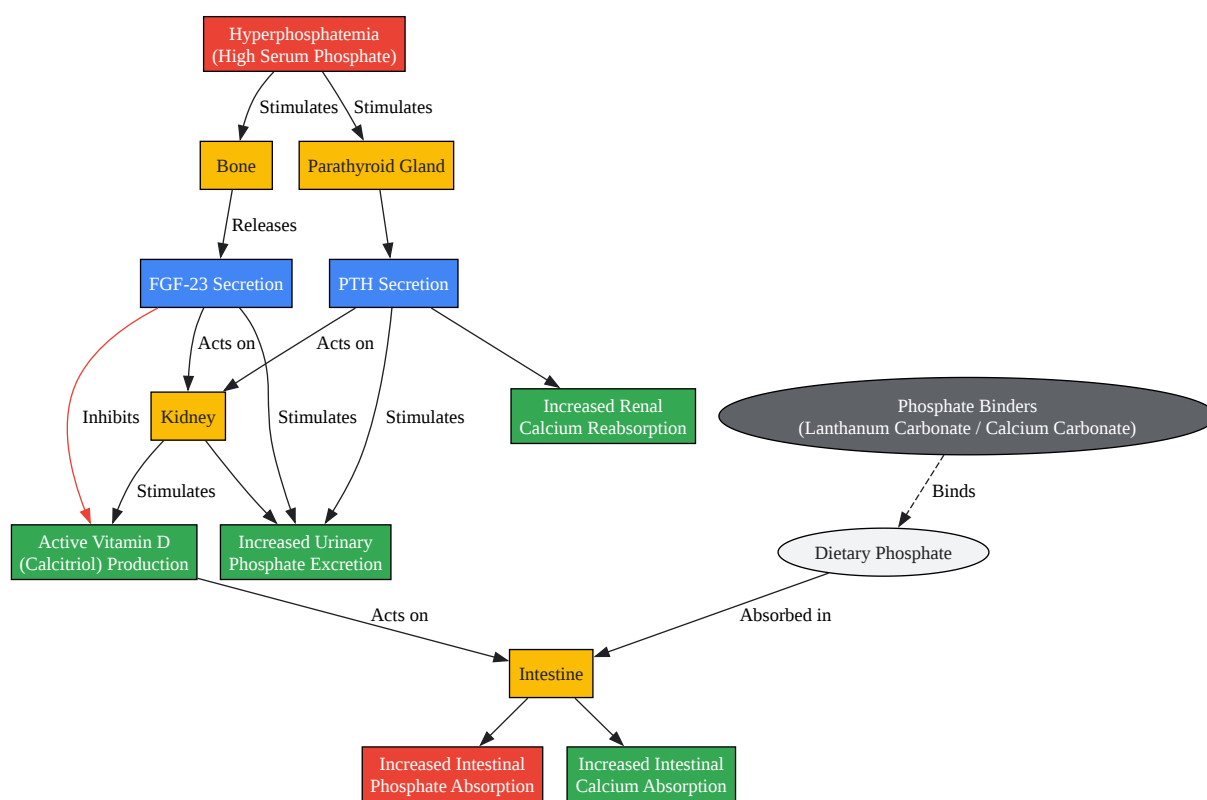 Hyperphosphatemia
(High Serum Phosphate)
Stimulates
Stimulates
Bone
Parathyroid Gland
Releases
FGF-23 Secretion
PTH Secretion
Acts on
Acts on
Inhibits
Kidney
Stimulates
Stimulates
Increased Renal
Calcium Reabsorption
Phosphate Binders
(Lanthanum Carbonate / Calcium Carbonate)
Stimulates
Binds
Active Vitamin D
(Calcitriol) Production
Increased Urinary
Phosphate Excretion
Dietary Phosphate
Acts on
Absorbed in
Intestine
Increased Intestinal
Phosphate Absorption
Increased Intestinal
Calcium Absorption